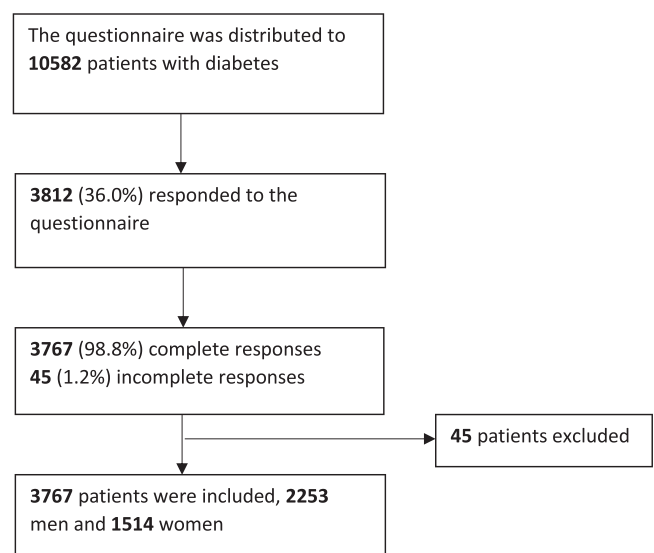 The questionnaire was distributed to
10582 patients with diabetes
3812 (36.0%) responded to the
questionnaire
3767 (98.8%) complete responses
45 (1.2%) incomplete responses
45 patients excluded
3767 patients were included, 2253
men and 1514 women